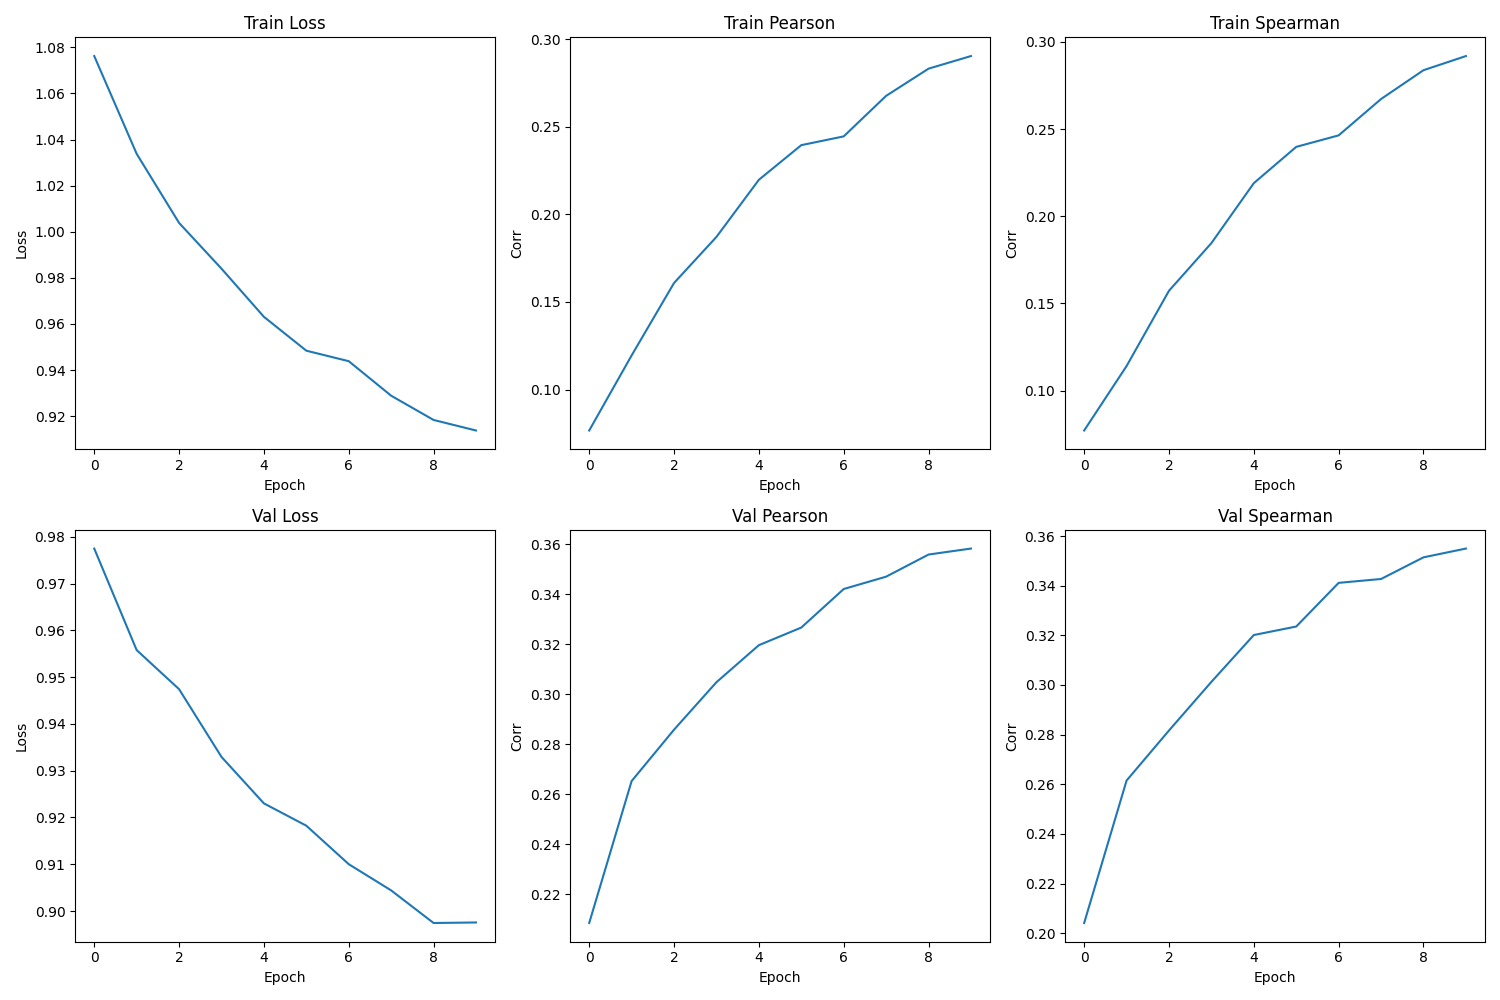 Train Loss
Loss
1.08
1.06
1.04
1.02
1.00
0.98
0.96
0.94
0.92
0 2 4 6 8
Epoch
Train Pearson
Corr
0.30
0.25
0.20
0.15
0.10
0 2 4 6 8
Epoch
Train Spearman
Corr
0.30
0.25
0.20
0.15
0.10
0 2 4 6 8
Epoch
Val Loss
Loss
0.98
0.97
0.96
0.95
0.94
0.93
0.92
0.91
0.90
0 2 4 6 8
Epoch
Val Pearson
Corr
0.36
0.34
0.32
0.30
0.28
0.26
0.24
0.22
0 2 4 6 8
Epoch
Val Spearman
Corr
0.36
0.34
0.32
0.30
0.28
0.26
0.24
0.22
0.20
0 2 4 6 8
Epoch